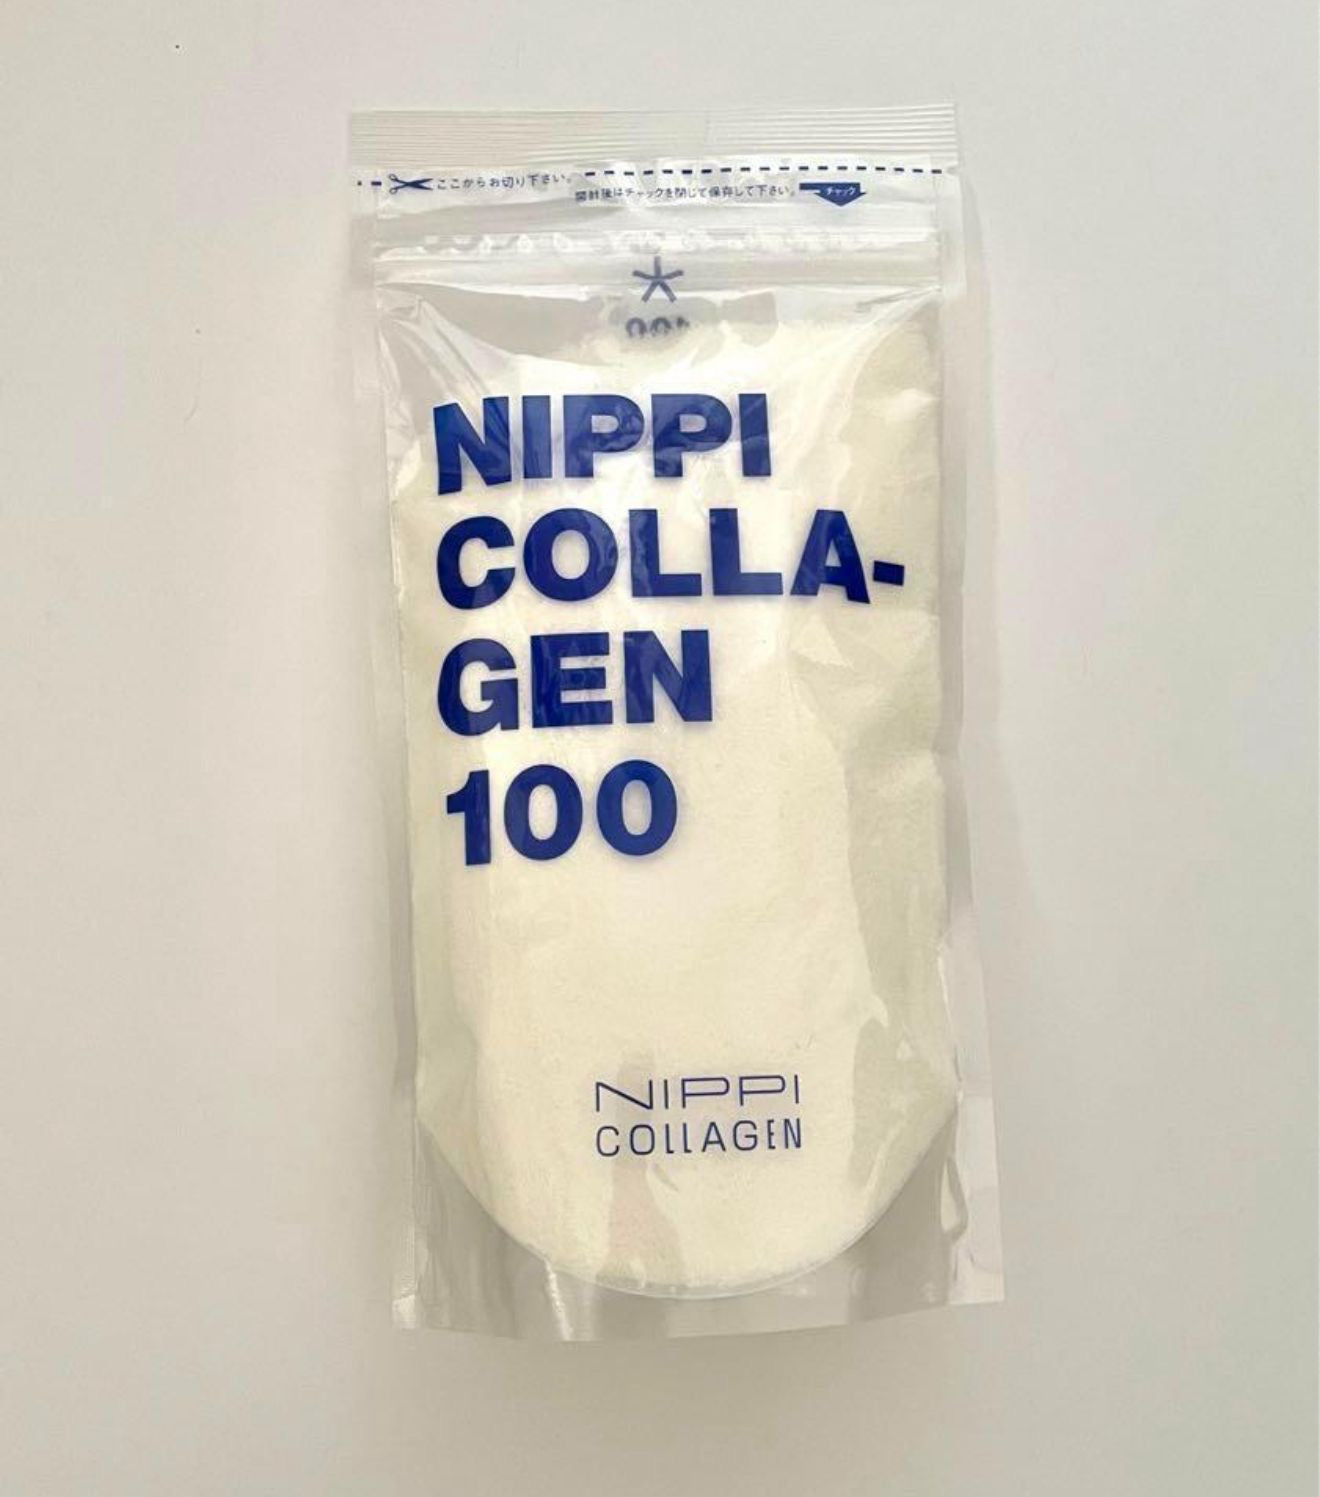 ここからお切り下さい。
開封後はチャックを閉じて保存して下さい。 チャック
NIPPI
COLLA-
GEN
100
NIPPI
COLLAGEN